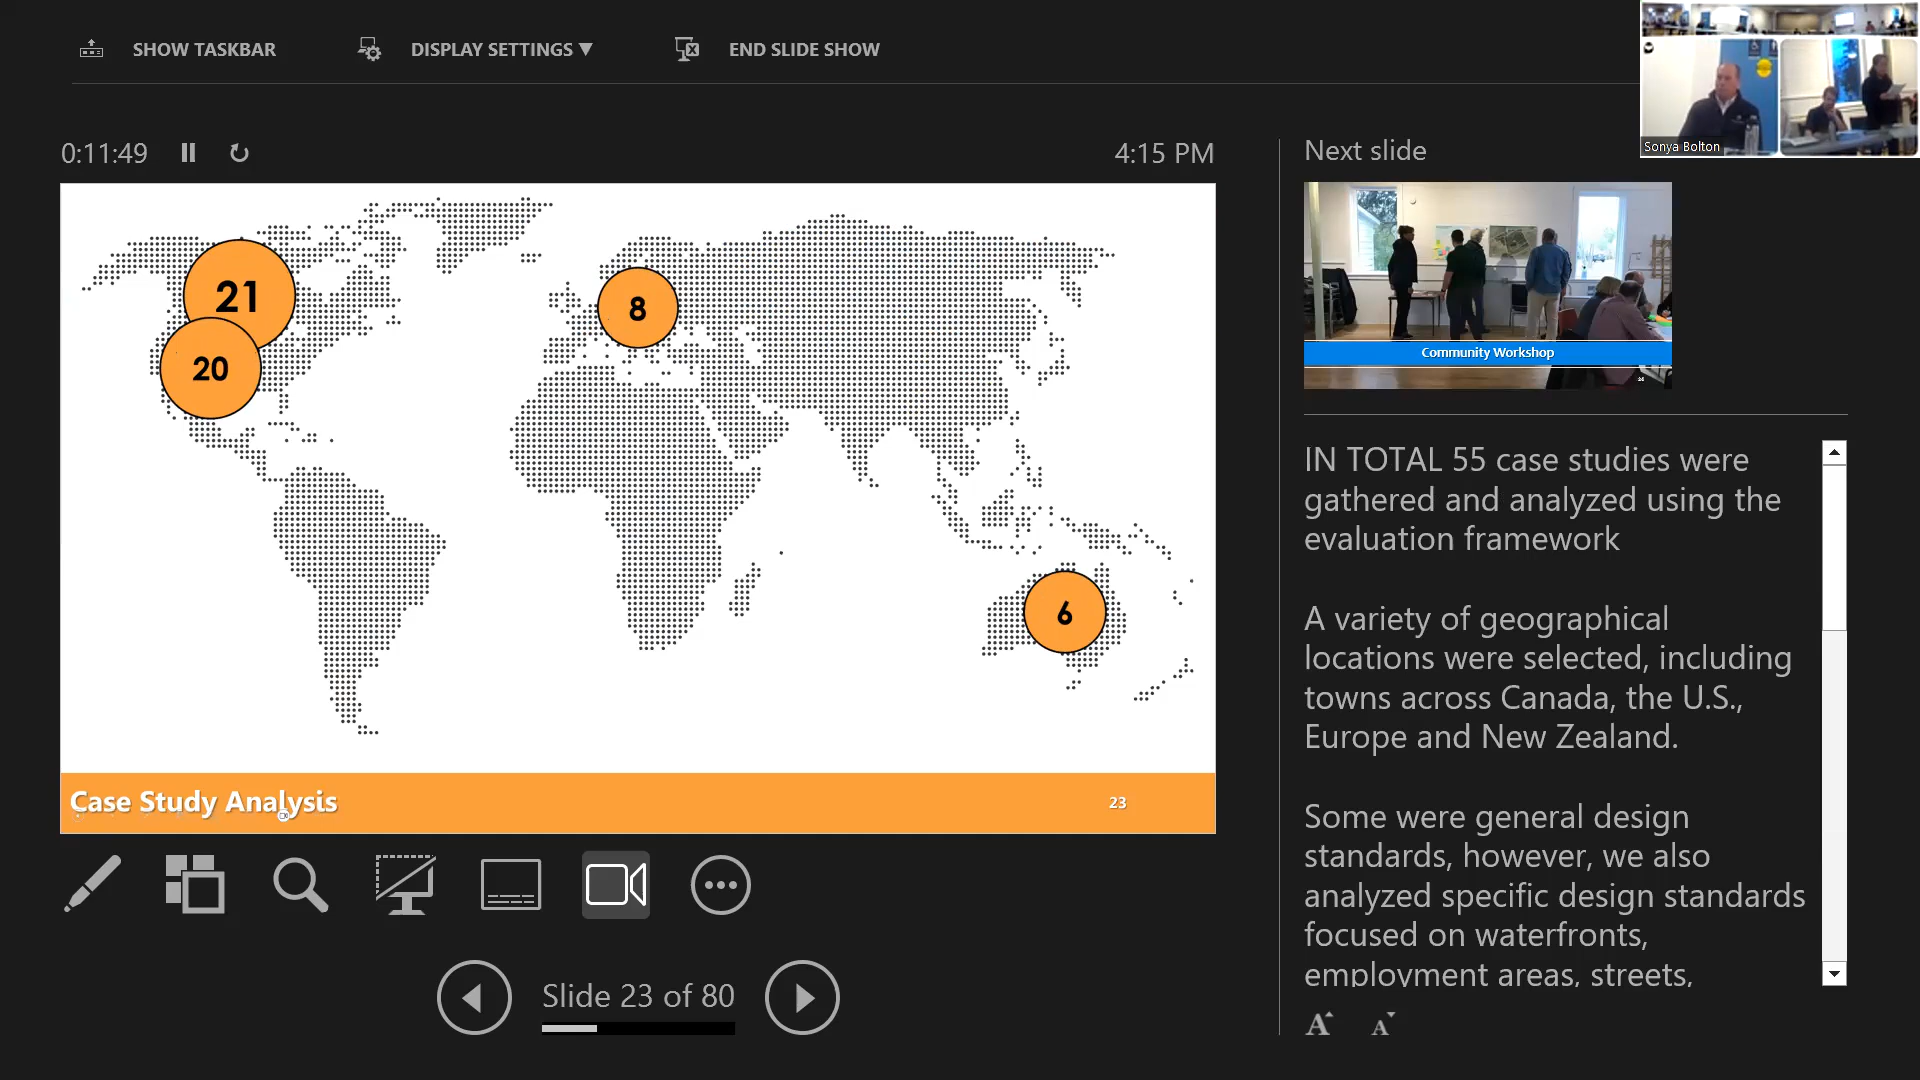 SHOW TASKBAR
DISPLAY SETTINGS ▼
END SLIDE SHOW
Sonya Bolton
0:11:49
4:15 PM
Next slide
21
20
8
6
Case Study Analysis
23
Community Workshop
IN TOTAL 55 case studies were
gathered and analyzed using the
evaluation framework
A variety of geographical
locations were selected, including
towns across Canada, the U.S.,
Europe and New Zealand.
Some were general design
standards, however, we also
analyzed specific design standards
focused on waterfronts,
employment areas, streets,
Slide 23 of 80
A A